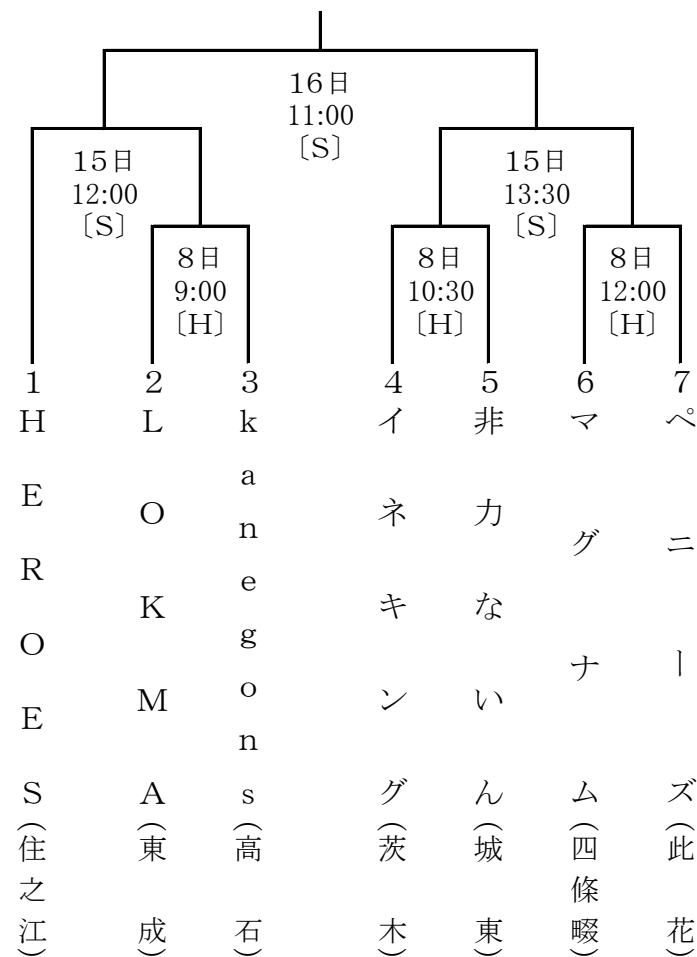 16日
11:00
〔S〕
15日
12:00
〔S〕
15日
13:30
〔S〕
8日
9:00
〔H〕
8日
10:30
〔H〕
8日
12:00
〔H〕
1
HEROES(住之江)
2
LOKMA(東成)
3
kanegons(高石)
4
イネキング(茨木)
5
非力ないん(城東)
6
マグナム(四條畷)
7
ペニーズ(此花)